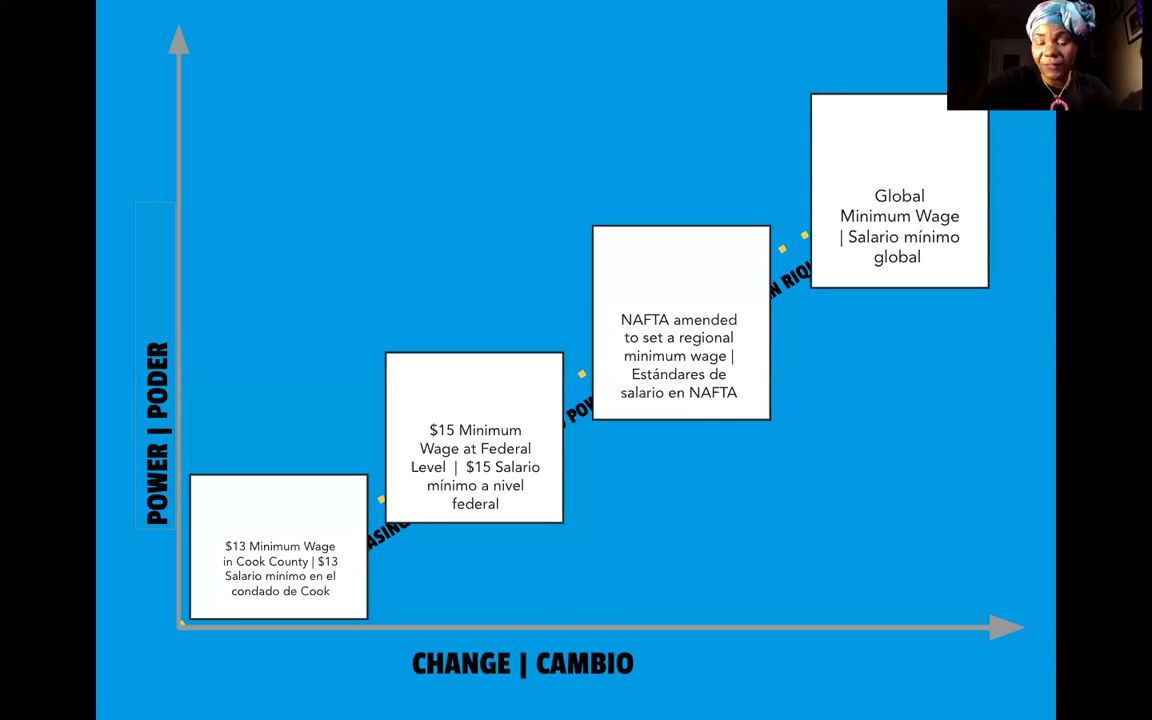 Global
Minimum Wage
| Salario mínimo
global
NAFTA amended
to set a regional
minimum wage |
Estándares de
salario en NAFTA
$15 Minimum
Wage at Federal
Level | $15 Salario
mínimo a nivel
federal
$13 Minimum Wage
in Cook County | $13
Salario mínimo en el
condado de Cook
POWER | PODER
CHANGE | CAMBIO